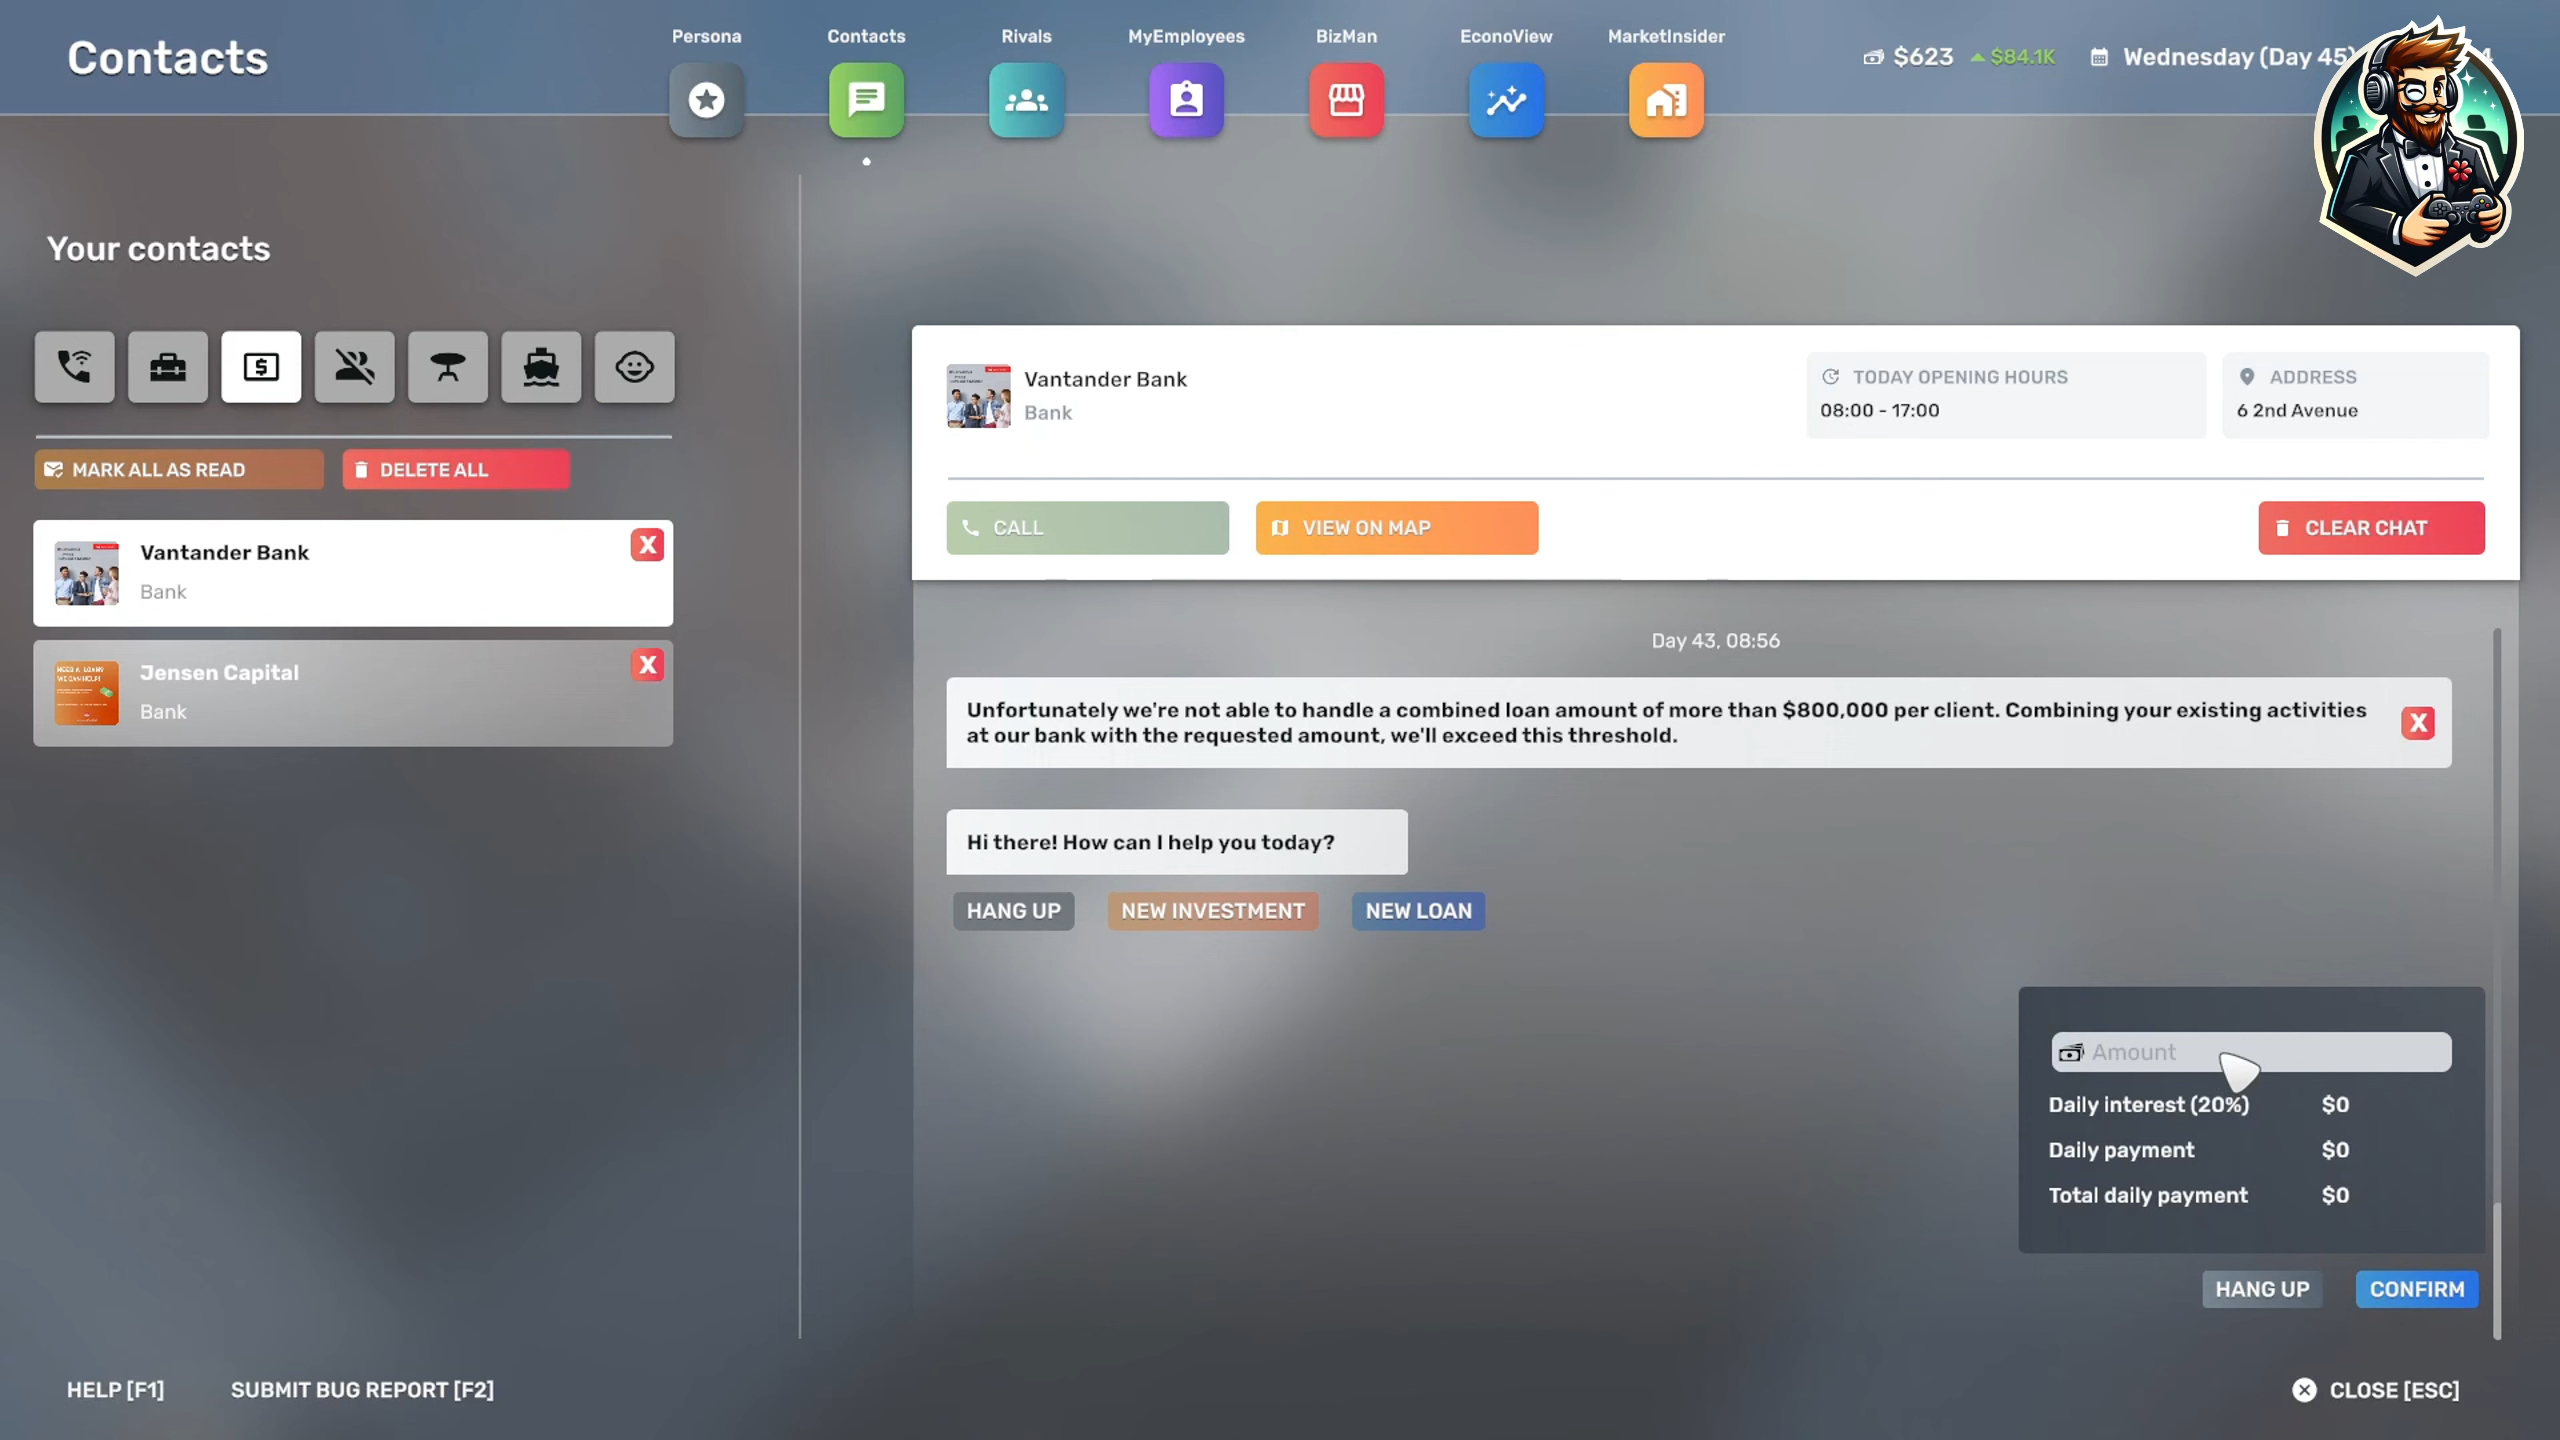 Contacts
Persona
Contacts
Rivals
MyEmployees
BizMan
EconoView
MarketInsider
$623
$84.1K
Wednesday (Day 45)
Your contacts
MARK ALL AS READ
DELETE ALL
Vantander Bank
Bank
X
Jensen Capital
Bank
X
Vantander Bank
Bank
TODAY OPENING HOURS
08:00 - 17:00
ADDRESS
6 2nd Avenue
CALL
VIEW ON MAP
CLEAR CHAT
Day 43, 08:56
Unfortunately we're not able to handle a combined loan amount of more than $800,000 per client. Combining your existing activities
at our bank with the requested amount, we'll exceed this threshold.
X
Hi there! How can I help you today?
HANG UP
NEW INVESTMENT
NEW LOAN
Amount
Daily interest (20%) $0
Daily payment $0
Total daily payment $0
HANG UP
CONFIRM
HELP [F1]
SUBMIT BUG REPORT [F2]
CLOSE [ESC]